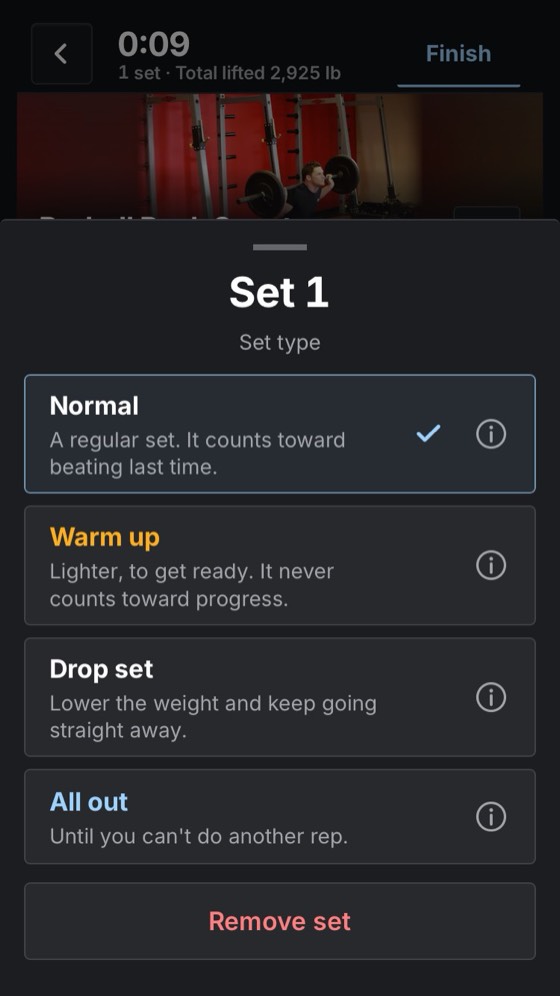 0:09
1 set · Total lifted 2,925 lb
Finish
Set 1
Set type
Normal
A regular set. It counts toward
beating last time.
Warm up
Lighter, to get ready. It never
counts toward progress.
Drop set
Lower the weight and keep going
straight away.
All out
Until you can't do another rep.
Remove set